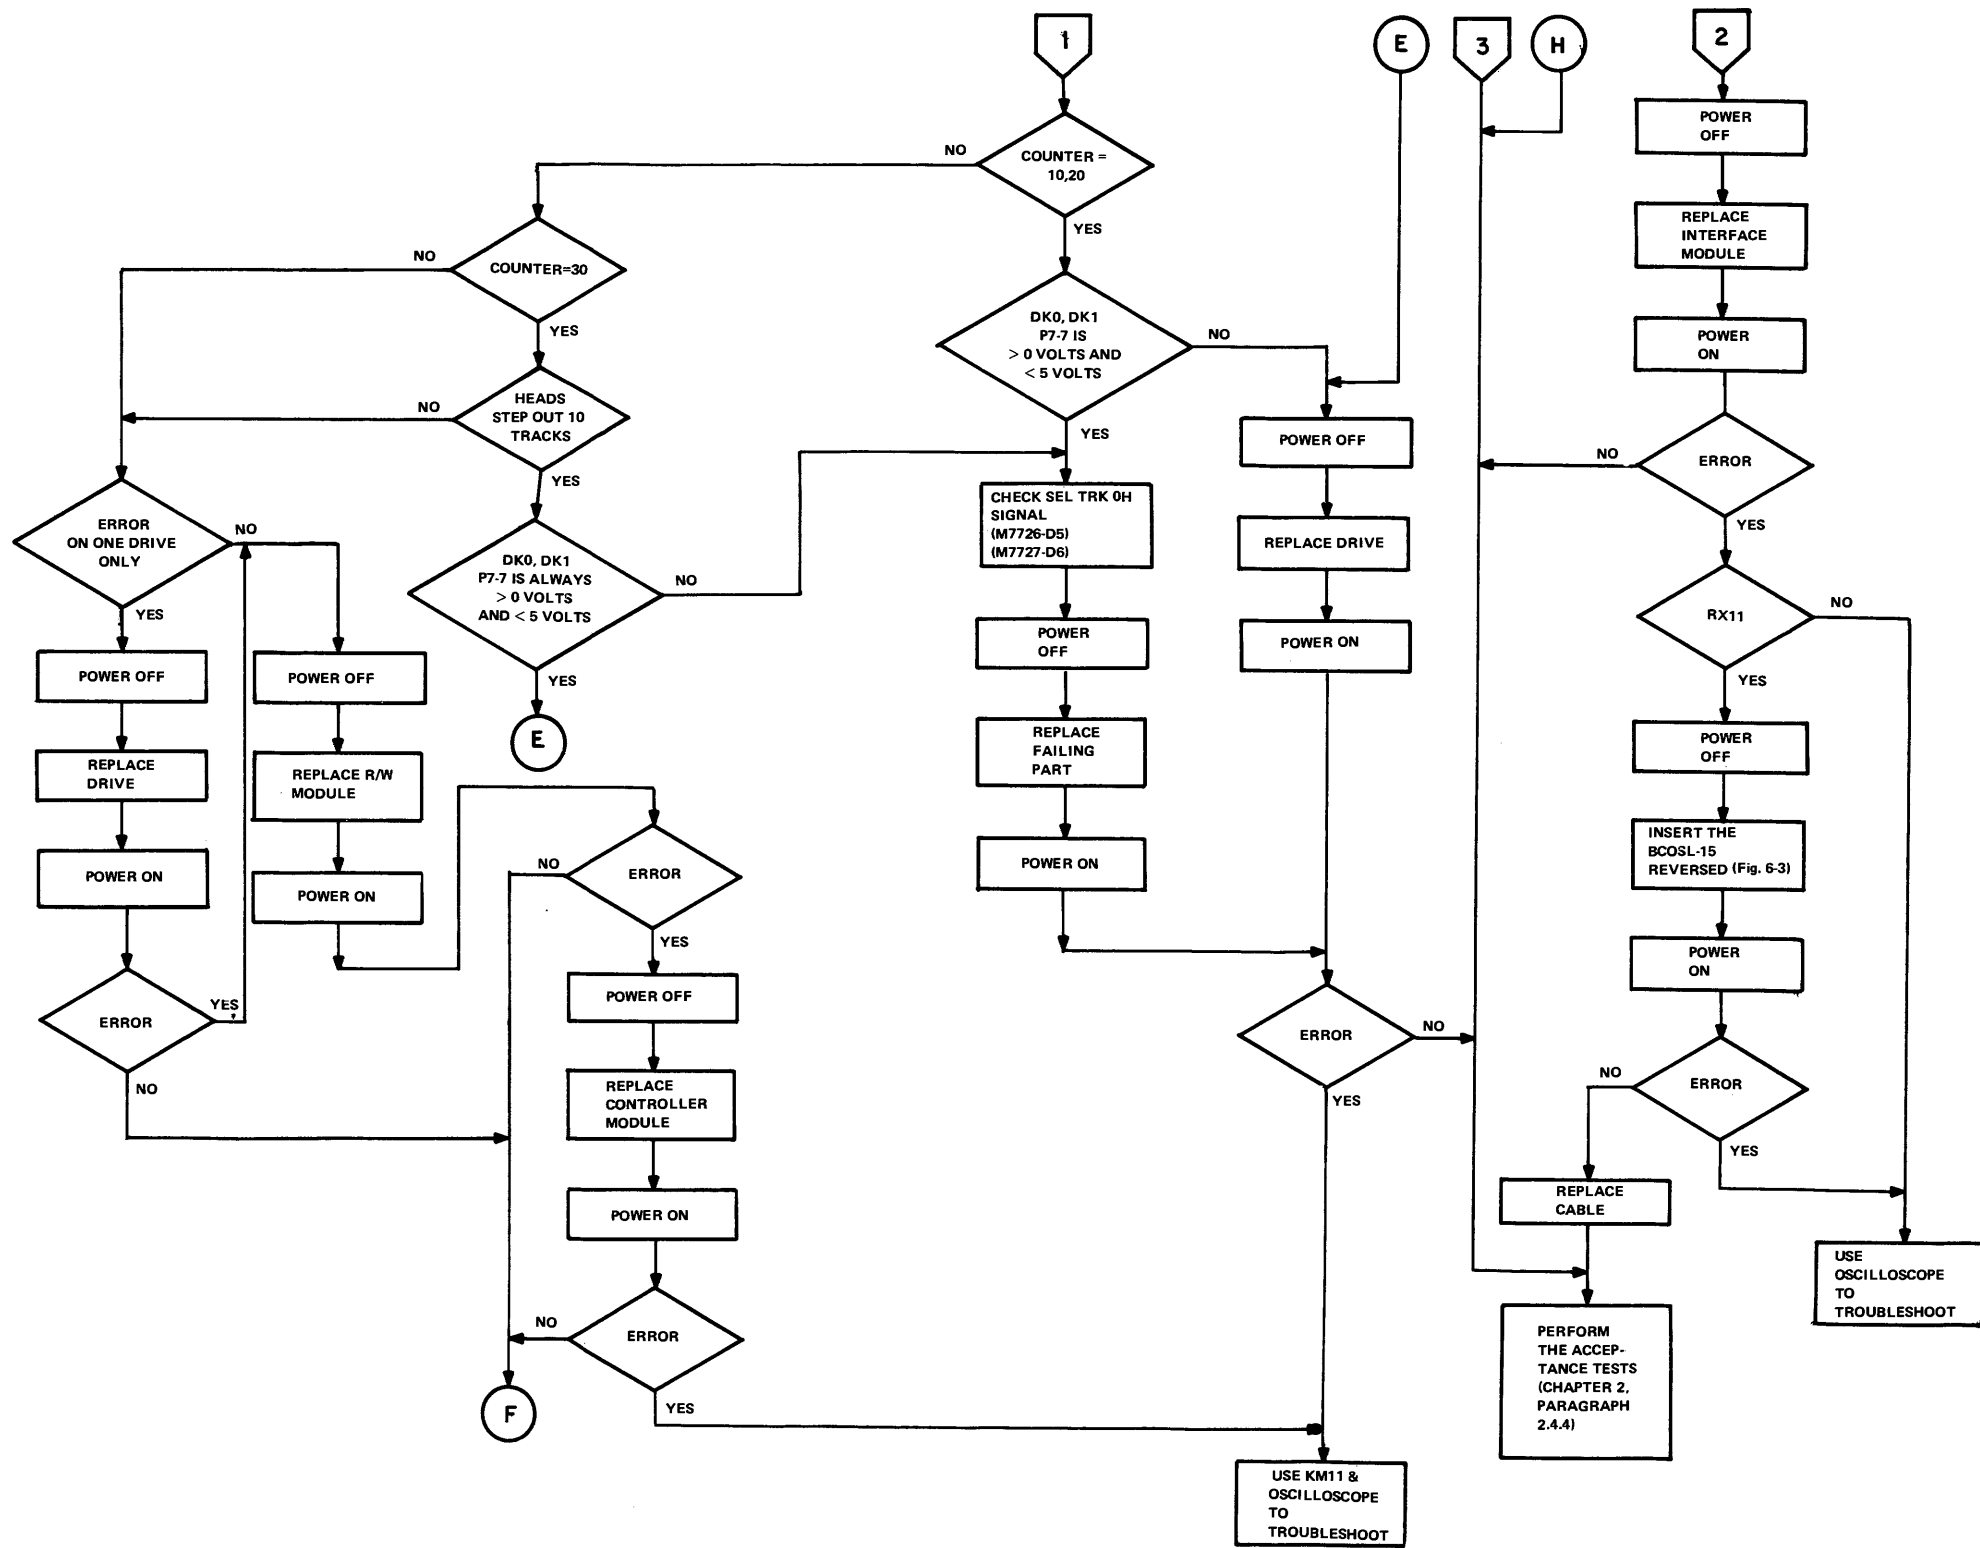 1
E
3
H
2
COUNTER =
10,20
NO
YES
COUNTER=30
NO
YES
HEADS
STEP OUT 10
TRACKS
NO
YES
DK0, DK1
P7-7 IS ALWAYS
> 0 VOLTS
AND < 5 VOLTS
NO
YES
E
ERROR
ON ONE DRIVE
ONLY
NO
YES
POWER OFF
REPLACE
DRIVE
POWER ON
ERROR
YES
NO
POWER OFF
REPLACE R/W
MODULE
POWER ON
ERROR
NO
YES
POWER OFF
REPLACE
CONTROLLER
MODULE
POWER ON
ERROR
NO
YES
F
DK0, DK1
P7-7 IS
> 0 VOLTS AND
< 5 VOLTS
NO
YES
CHECK SEL TRK 0H
SIGNAL
(M7726-D5)
(M7727-D6)
POWER
OFF
REPLACE
FAILING
PART
POWER ON
POWER OFF
REPLACE DRIVE
POWER ON
ERROR
NO
YES
USE KM11 &
OSCILLOSCOPE
TO
TROUBLESHOOT
POWER
OFF
REPLACE
INTERFACE
MODULE
POWER
ON
ERROR
NO
YES
RX11
NO
YES
POWER
OFF
INSERT THE
BCOSL-15
REVERSED (Fig. 6-3)
POWER
ON
ERROR
NO
YES
REPLACE
CABLE
PERFORM
THE ACCEP-
TANCE TESTS
(CHAPTER 2,
PARAGRAPH
2.4.4)
USE
OSCILLOSCOPE
TO
TROUBLESHOOT